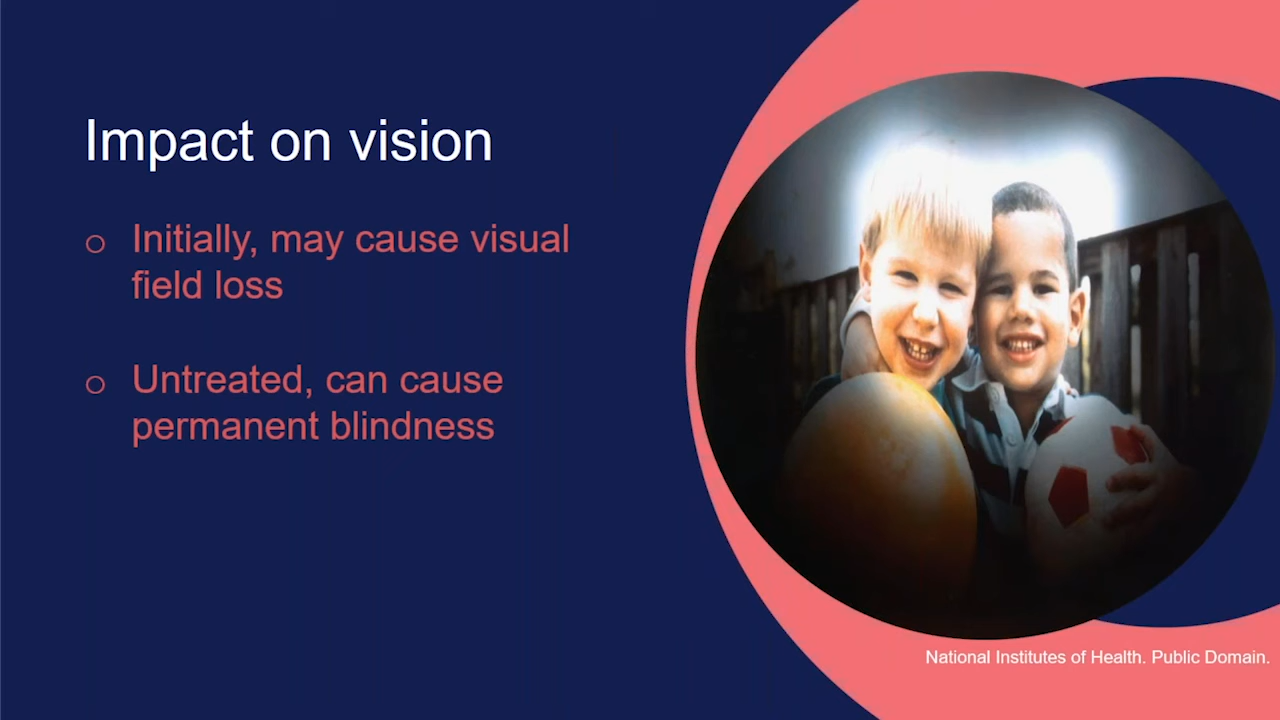 Impact on vision
o Initially, may cause visual
field loss
o Untreated, can cause
permanent blindness
National Institutes of Health. Public Domain.